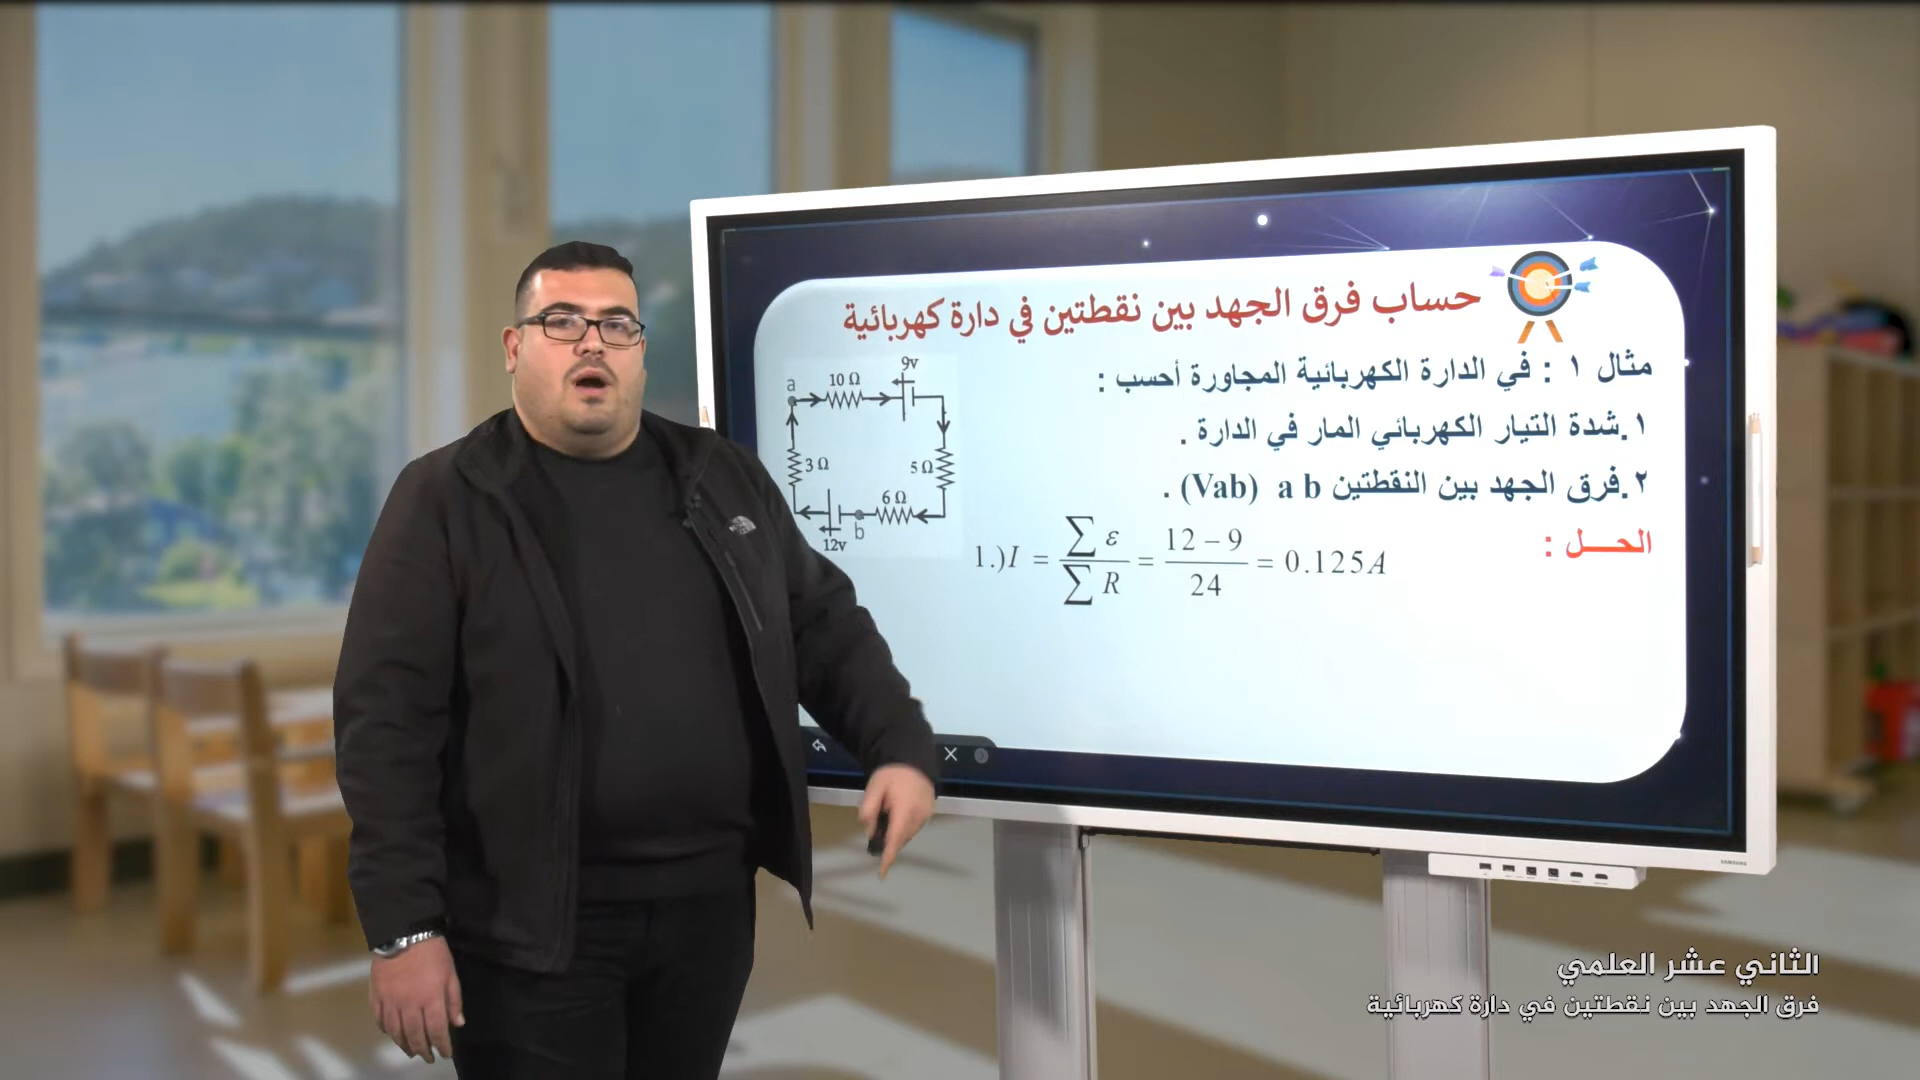 حساب فرق الجهد بين نقطتين في دارة كهربائية
مثال ١ : في الدارة الكهربائية المجاورة أحسب :
١.شدة التيار الكهربائي المار في الدارة .
٢.فرق الجهد بين النقطتين a b (Vab) .
الحـــل :
a
10 Ω
9v
3 Ω
5 Ω
6 Ω
12v
b
1.)I = ∑ ε / ∑ R = 12 – 9 / 24 = 0.125A
SAMSUNG
الثاني عشر العلمي
فرق الجهد بين نقطتين في دارة كهربائية